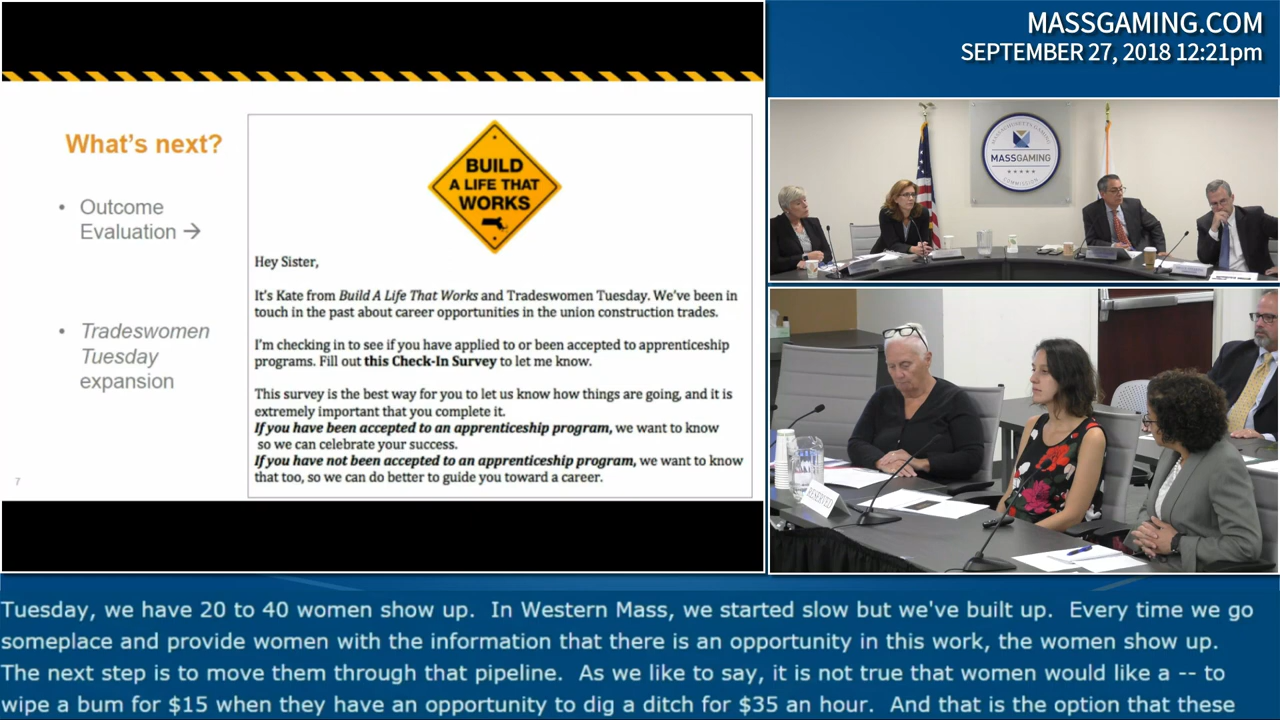 MASSGAMING.COM
SEPTEMBER 27, 2018 12:21pm
What's next?
• Outcome
Evaluation →
• Tradeswomen
Tuesday
expansion
7
BUILD
A LIFE THAT
WORKS
Hey Sister,
It's Kate from Build A Life That Works and Tradeswomen Tuesday. We've been in
touch in the past about career opportunities in the union construction trades.
I'm checking in to see if you have applied to or been accepted to apprenticeship
programs. Fill out this Check-In Survey to let me know.
This survey is the best way for you to let us know how things are going, and it is
extremely important that you complete it.
If you have been accepted to an apprenticeship program, we want to know
so we can celebrate your success.
If you have not been accepted to an apprenticeship program, we want to know
that too, so we can do better to guide you toward a career.
MASSGAMING
RESERVED
Tuesday, we have 20 to 40 women show up. In Western Mass, we started slow but we've built up. Every time we go
someplace and provide women with the information that there is an opportunity in this work, the women show up.
The next step is to move them through that pipeline. As we like to say, it is not true that women would like a -- to
wipe a bum for $15 when they have an opportunity to dig a ditch for $35 an hour. And that is the option that these